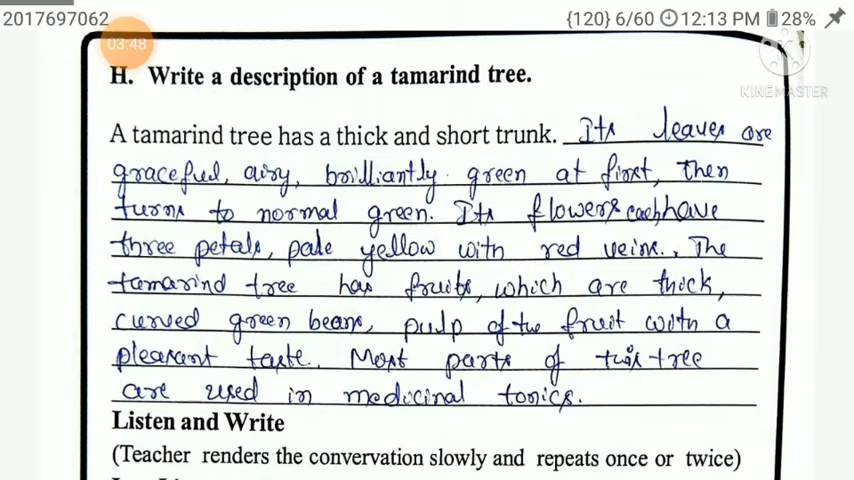 2017697062 {120} 6/60 12:13 PM 28%
03:48
KINEMASTER
H. Write a description of a tamarind tree.
A tamarind tree has a thick and short trunk. Its leaves are
graceful, airy, brilliantly green at first, then
turns to normal green. Its flowers each have
three petals, pale yellow with red veins. The
tamarind tree has fruits, which are thick,
curved green beans, pulp of the fruit with a
pleasant taste. Most parts of this tree
are used in medicinal tonics.
Listen and Write
(Teacher renders the convervation slowly and repeats once or twice)